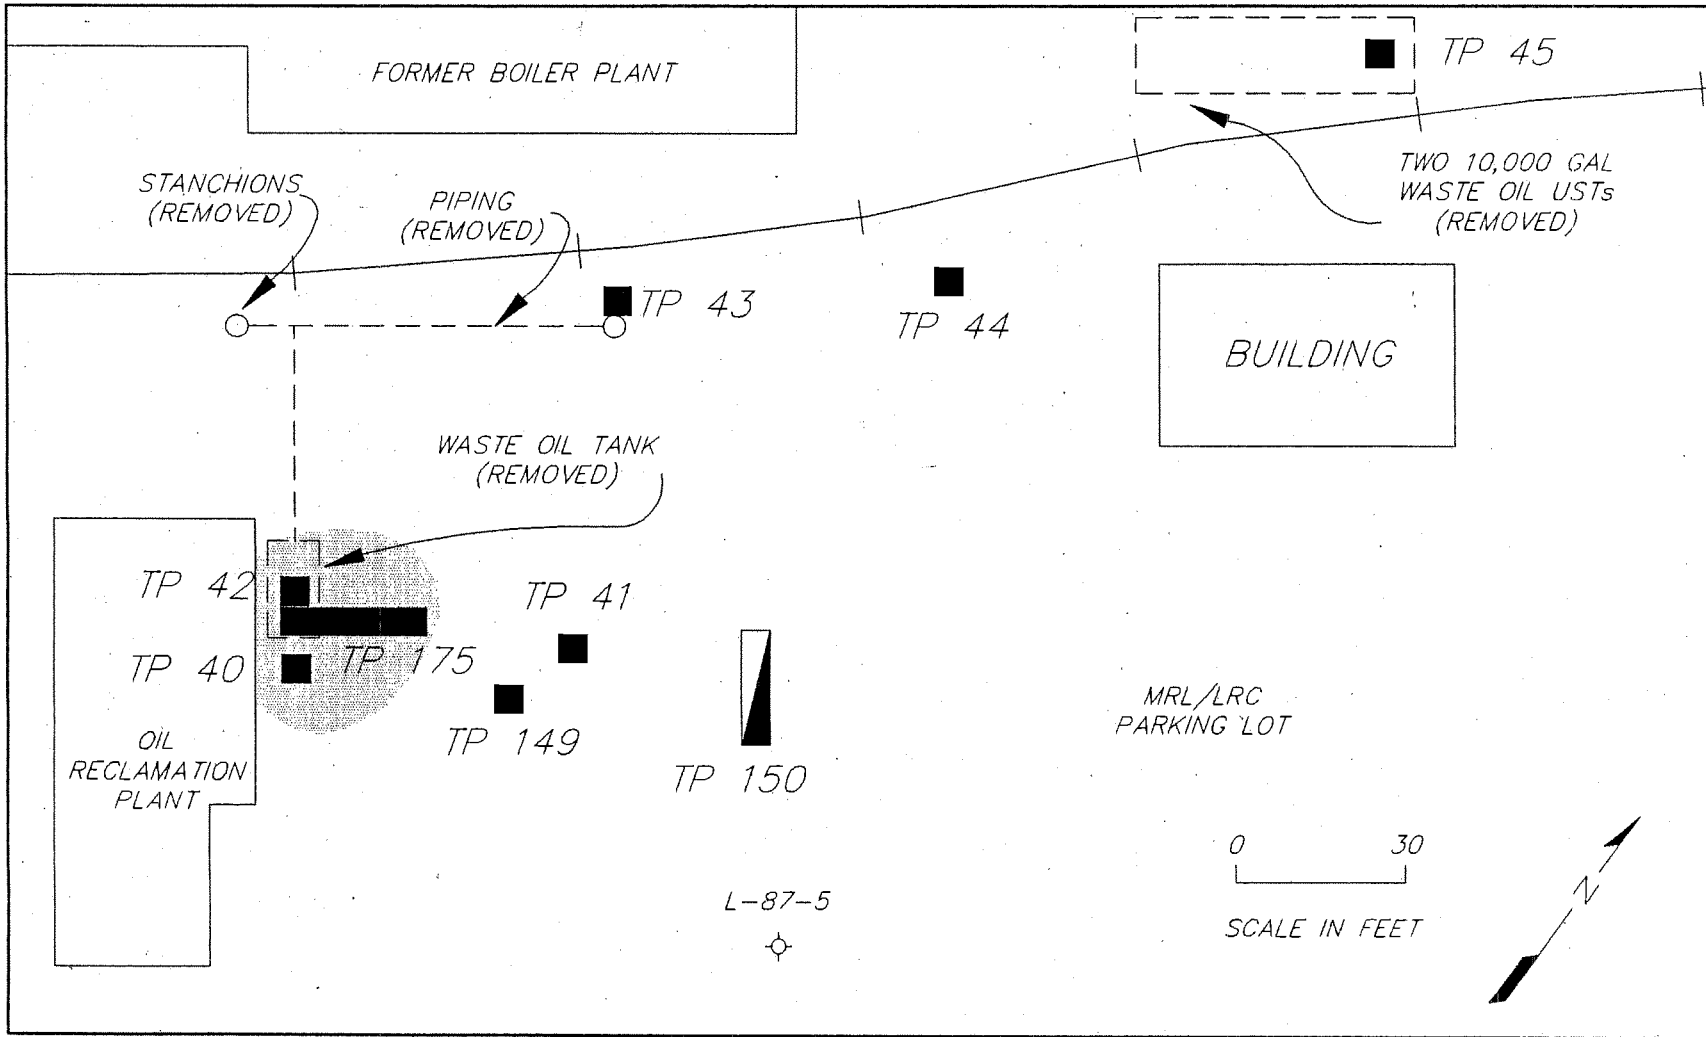 FORMER BOILER PLANT
TP 45
STANCHIONS
(REMOVED)
PIPING
(REMOVED)
TWO 10,000 GAL
WASTE OIL USTs
(REMOVED)
TP 43
TP 44
BUILDING
WASTE OIL TANK
(REMOVED)
TP 42
TP 41
TP 40
TP 175
TP 149
TP 150
OIL
RECLAMATION
PLANT
MRL/LRC
PARKING LOT
0 30
SCALE IN FEET
L-87-5
N